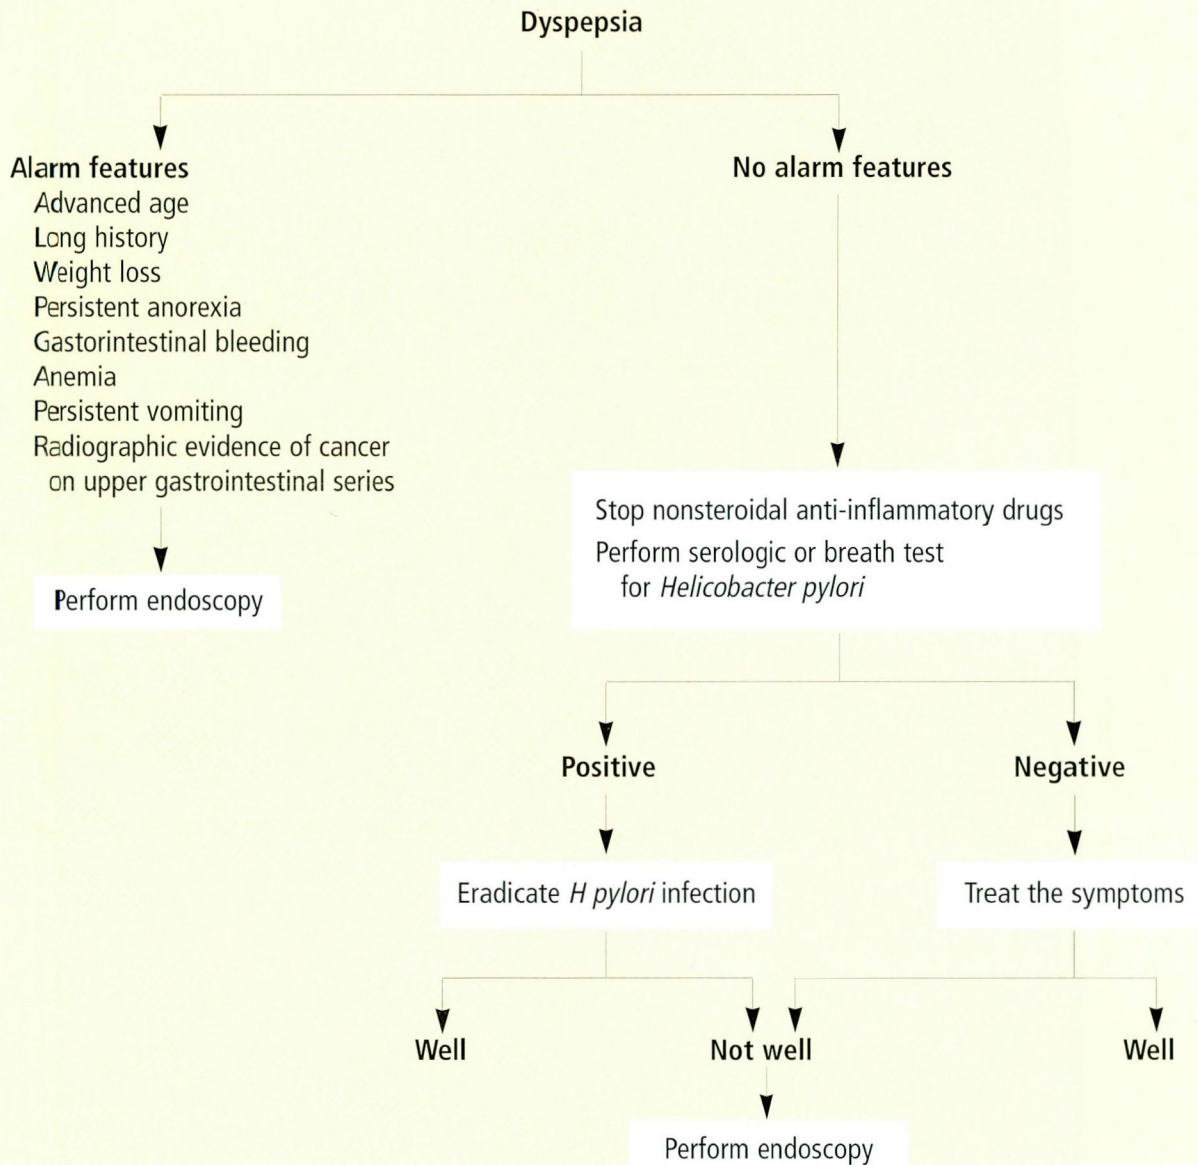 Dyspepsia
Alarm features
Advanced age
Long history
Weight loss
Persistent anorexia
Gastorintestinal bleeding
Anemia
Persistent vomiting
Radiographic evidence of cancer
on upper gastrointestinal series
Perform endoscopy
No alarm features
Stop nonsteroidal anti-inflammatory drugs
Perform serologic or breath test
for Helicobacter pylori
Positive
Negative
Eradicate H pylori infection
Treat the symptoms
Well
Not well
Well
Perform endoscopy